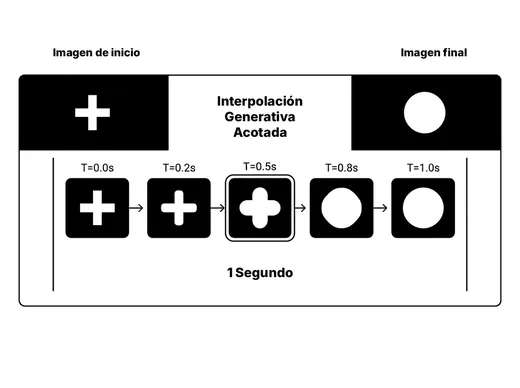 Imagen de inicio
Imagen final
Interpolación
Generativa
Acotada
T=0.0s
T=0.2s
T=0.5s
T=0.8s
T=1.0s
1 Segundo